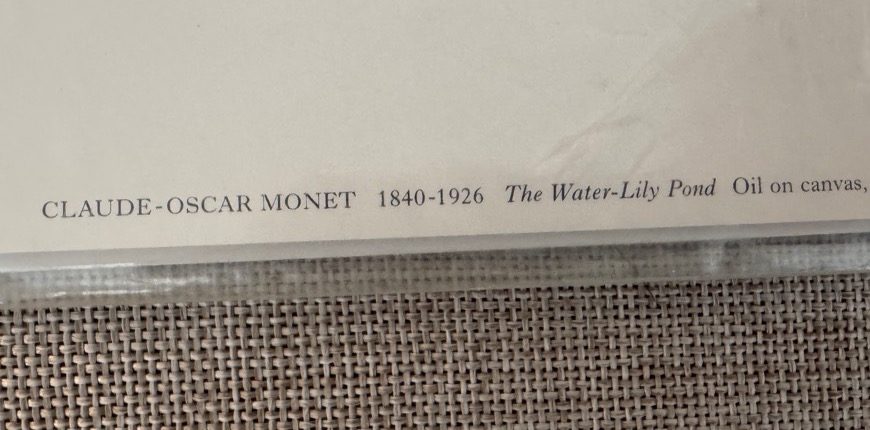 CLAUDE-OSCAR MONET 1840-1926 The Water-Lily Pond Oil on canvas,